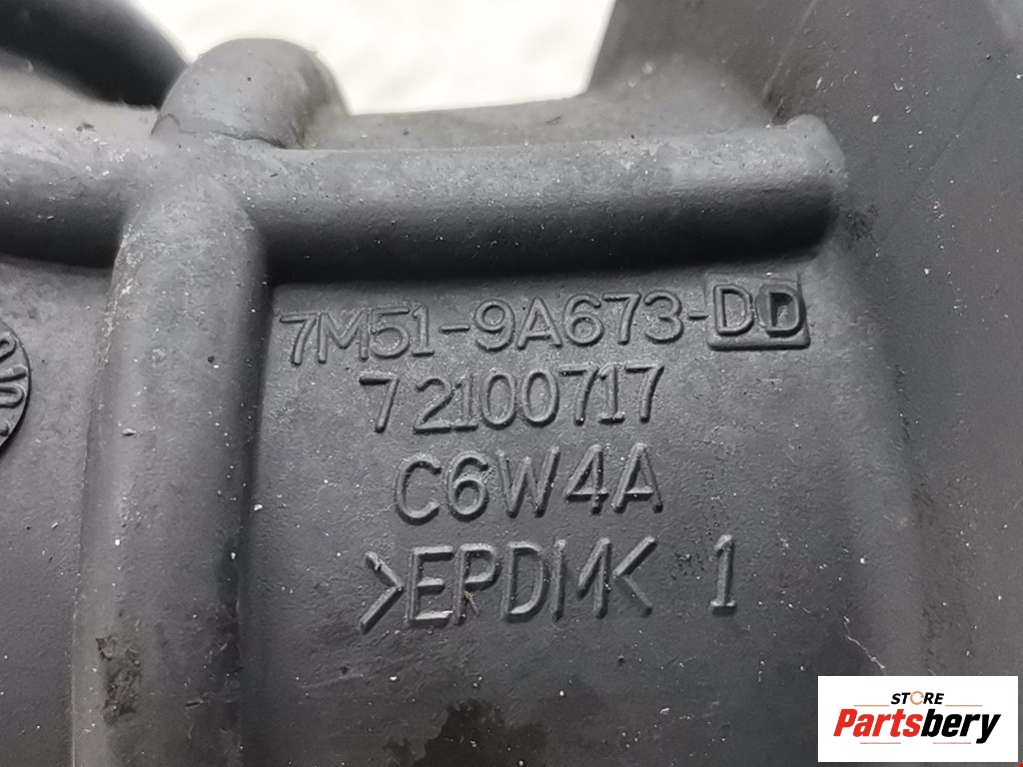 7M51-9A673-DD
72100717
C6W4A
>EPDM< 1
STORE
Partsbery